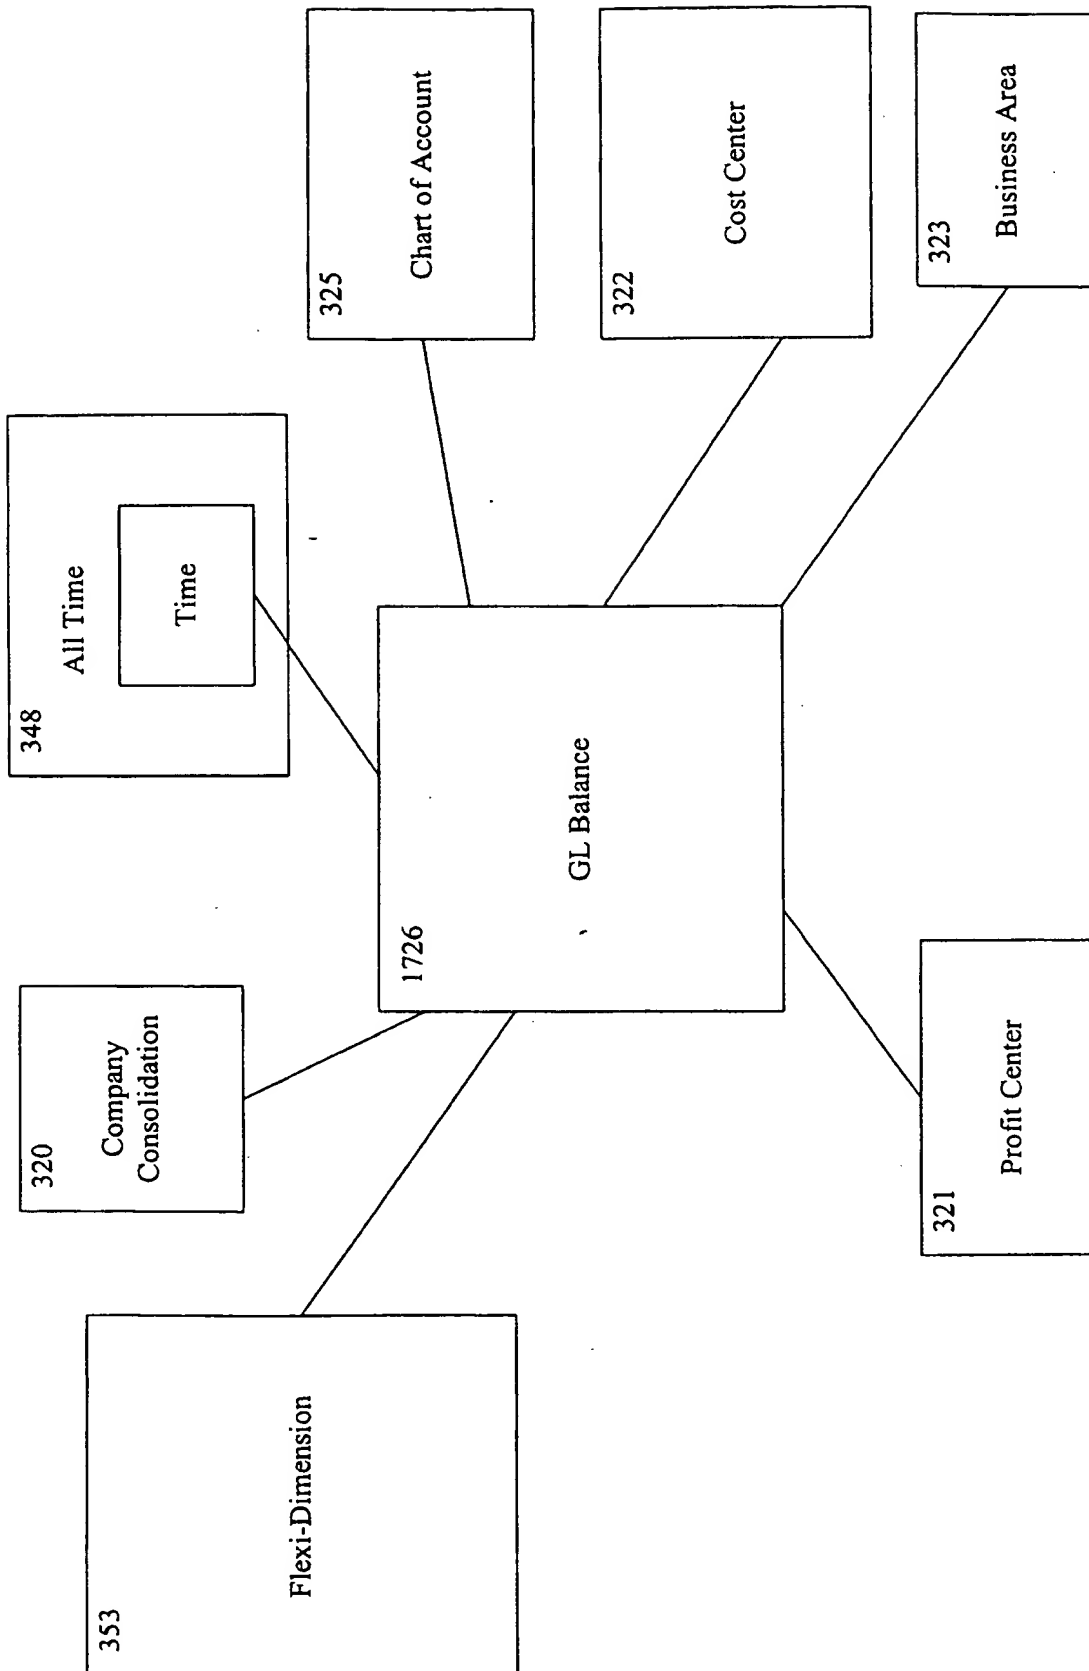 353
Flexi-Dimension
320
Company
Consolidation
348
All Time
Time
325
Chart of Account
1726
GL Balance
322
Cost Center
321
Profit Center
323
Business Area